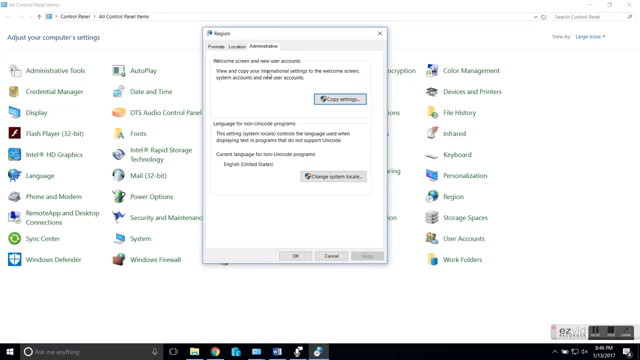 All Control Panel Items
Control Panel > All Control Panel Items
Search Control Panel
Adjust your computer's settings
View by: Large icons
Administrative Tools
AutoPlay
Color Management
Credential Manager
Date and Time
Devices and Printers
Display
DTS Audio Control Panel
File History
Flash Player (32-bit)
Fonts
Infrared
Intel® HD Graphics
Intel® Rapid Storage
Technology
Keyboard
Language
Mail (32-bit)
Personalization
Phone and Modem
Power Options
Region
RemoteApp and Desktop
Connections
Security and Maintenance
Storage Spaces
Sync Center
System
User Accounts
Windows Defender
Windows Firewall
Work Folders
Region
Formats Location Administrative
Welcome screen and new user accounts
View and copy your international settings to the welcome screen,
system accounts and new user accounts.
Copy settings...
Language for non-Unicode programs
This setting (system locale) controls the language used when
displaying text in programs that do not support Unicode.
Current language for non-Unicode programs:
English (United States)
Change system locale...
OK Cancel Apply
ezvid
RECORDER
Ask me anything
8:46 PM
1/13/2017